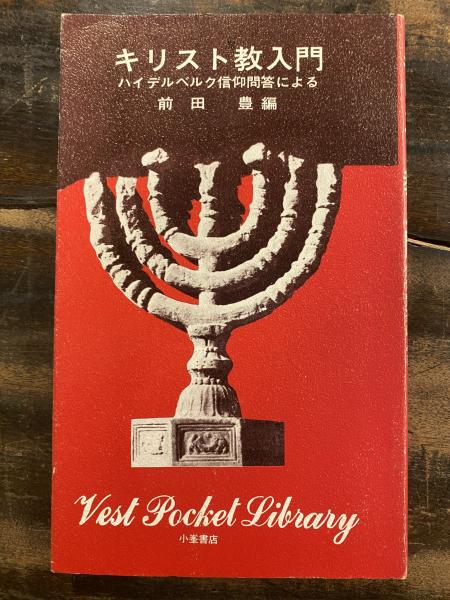 キリスト教入門
ハイデルベルク信仰問答による
前田 豊編
Vest Pocket Library
小峯書店